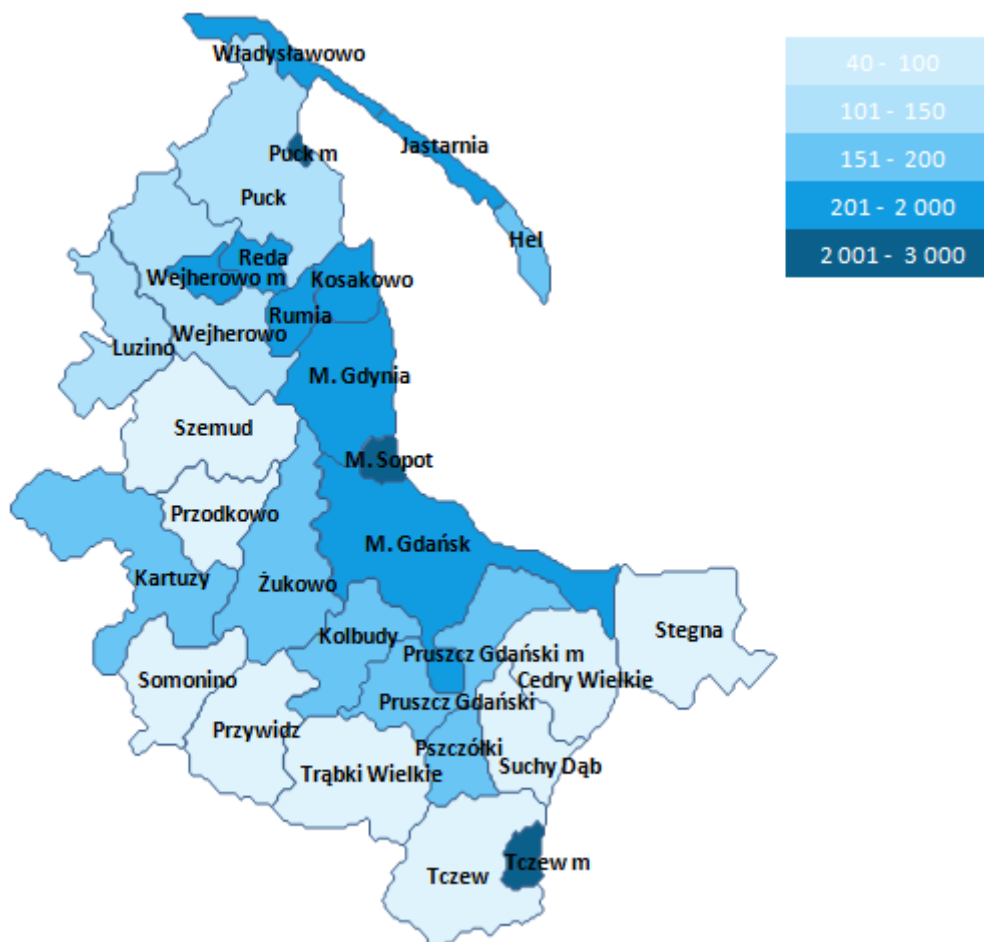 Władysławowo
40 - 100
101 - 150
151 - 200
201 - 2 000
2 001 - 3 000
Jastarnia
Puck m
Puck
Hel
Reda
Wejherowo m
Kosakowo
Rumia
Wejherowo
Luzino
M. Gdynia
Szemud
M. Sopot
Przodkowo
M. Gdańsk
Kartuzy
Żukowo
Kolbudy
Stegna
Pruszcz Gdański m
Somonino
Cedry Wielkie
Pruszcz Gdański
Przywidz
Pszczółki
Suchy Dąb
Trąbki Wielkie
Tczew m
Tczew